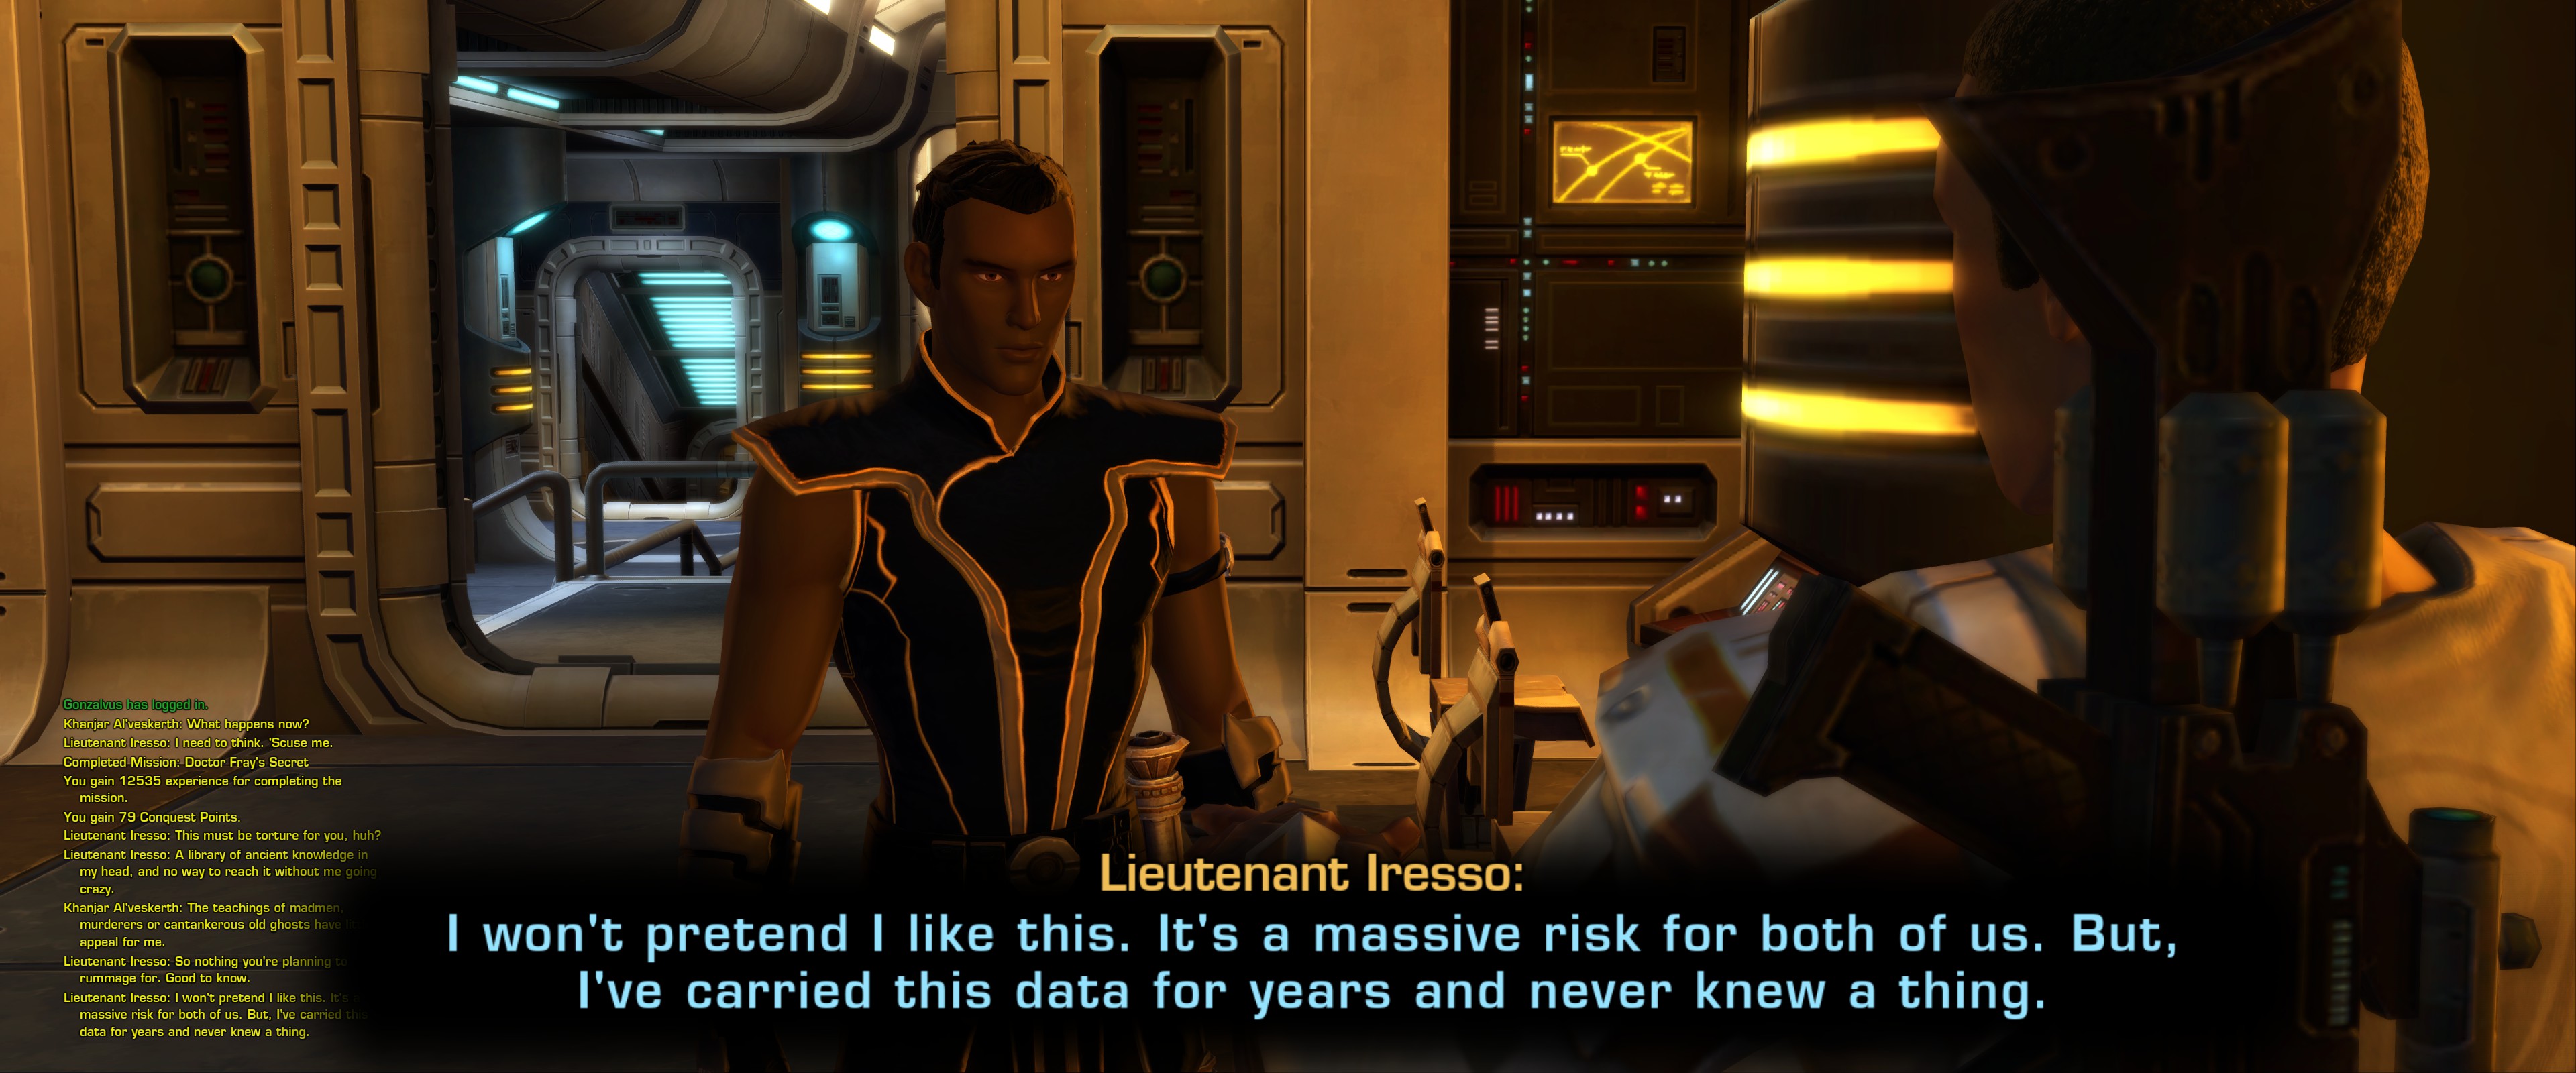 Gonzalvus has logged in.
Khanjar Al'veskerth: What happens now?
Lieutenant Iresso: I need to think. 'Scuse me.
Completed Mission: Doctor Fray's Secret
You gain 12535 experience for completing the
mission.
You gain 79 Conquest Points.
Lieutenant Iresso: This must be torture for you, huh?
Lieutenant Iresso: A library of ancient knowledge in
my head, and no way to reach it without me going
crazy.
Khanjar Al'veskerth: The teachings of madmen,
murderers or cantankerous old ghosts have
appeal for me.
Lieutenant Iresso: So nothing you're planning to
rummage for. Good to know.
Lieutenant Iresso: I won't pretend I like this. It's a
massive risk for both of us. But, I've carried this
data for years and never knew a thing.
Lieutenant Iresso:
I won't pretend I like this. It's a massive risk for both of us. But,
I've carried this data for years and never knew a thing.